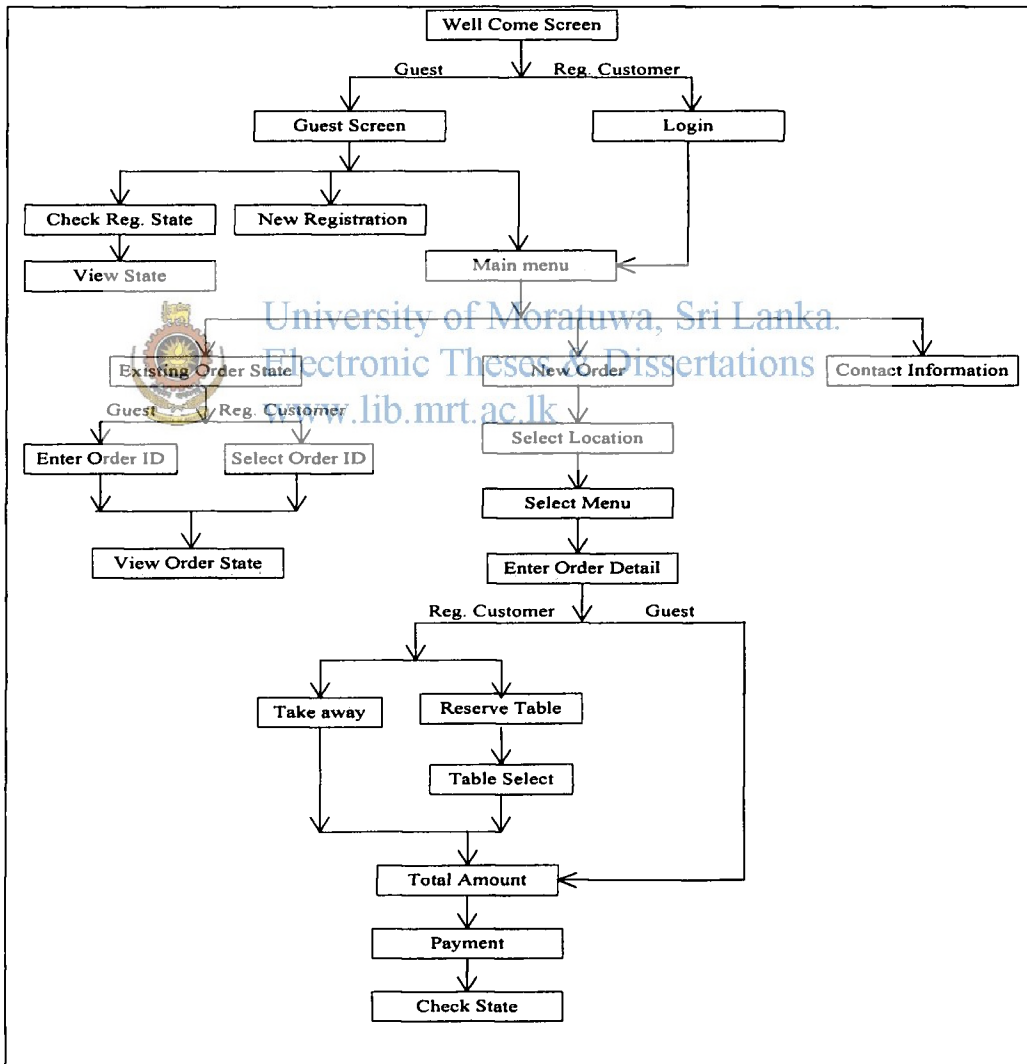 Well Come Screen
Guest
Reg. Customer
Guest Screen
Login
Check Reg. State
New Registration
View State
Main menu
University of Moratuwa, Sri Lanka.
Electronic Theses & Dissertations
www.lib.mrt.ac.lk
Existing Order State
New Order
Contact Information
Guest
Reg. Customer
Select Location
Enter Order ID
Select Order ID
Select Menu
View Order State
Enter Order Detail
Reg. Customer
Guest
Take away
Reserve Table
Table Select
Total Amount
Payment
Check State